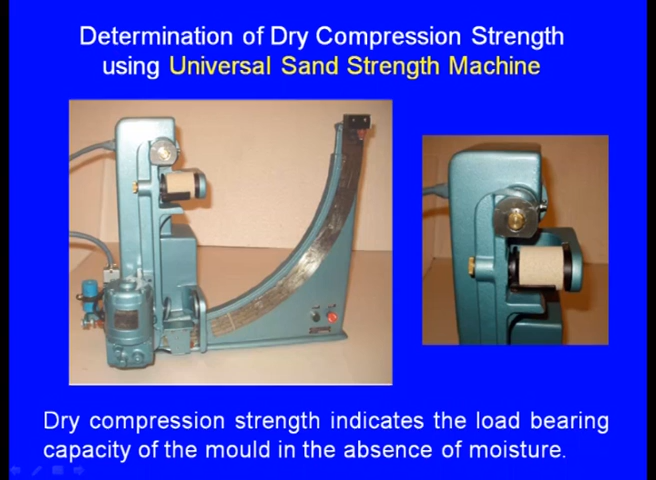 Determination of Dry Compression Strength
using Universal Sand Strength Machine
Dry compression strength indicates the load bearing
capacity of the mould in the absence of moisture.